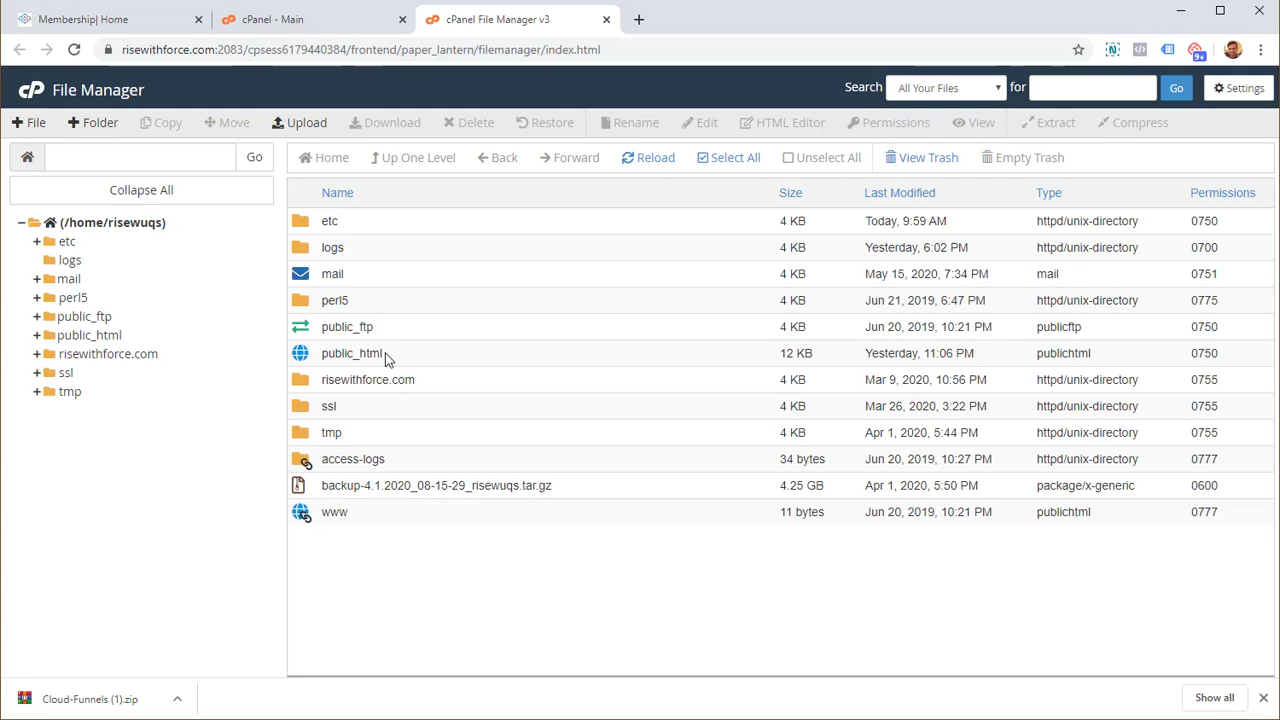 Membership| Home
cPanel - Main
cPanel File Manager v3
risewithforce.com:2083/cpsess6179440384/frontend/paper_lantern/filemanager/index.html
9+
cP File Manager
Search All Your Files for Go Settings
File Folder Copy Move Upload Download Delete Restore Rename Edit HTML Editor Permissions View Extract Compress
Go Home Up One Level Back Forward Reload Select All Unselect All View Trash Empty Trash
Collapse All
(/home/risewuqs)
etc
logs
mail
perl5
public_ftp
public_html
risewithforce.com
ssl
tmp
Name Size Last Modified Type Permissions
etc 4 KB Today, 9:59 AM httpd/unix-directory 0750
logs 4 KB Yesterday, 6:02 PM httpd/unix-directory 0700
mail 4 KB May 15, 2020, 7:34 PM mail 0751
perl5 4 KB Jun 21, 2019, 6:47 PM httpd/unix-directory 0775
public_ftp 4 KB Jun 20, 2019, 10:21 PM publicftp 0750
public_html 12 KB Yesterday, 11:06 PM publichtml 0750
risewithforce.com 4 KB Mar 9, 2020, 10:56 PM httpd/unix-directory 0755
ssl 4 KB Mar 26, 2020, 3:22 PM httpd/unix-directory 0755
tmp 4 KB Apr 1, 2020, 5:44 PM httpd/unix-directory 0755
access-logs 34 bytes Jun 20, 2019, 10:27 PM httpd/unix-directory 0777
backup-4.1.2020_08-15-29_risewuqs.tar.gz 4.25 GB Apr 1, 2020, 5:50 PM package/x-generic 0600
www 11 bytes Jun 20, 2019, 10:21 PM publichtml 0777
Cloud-Funnels (1).zip
Show all